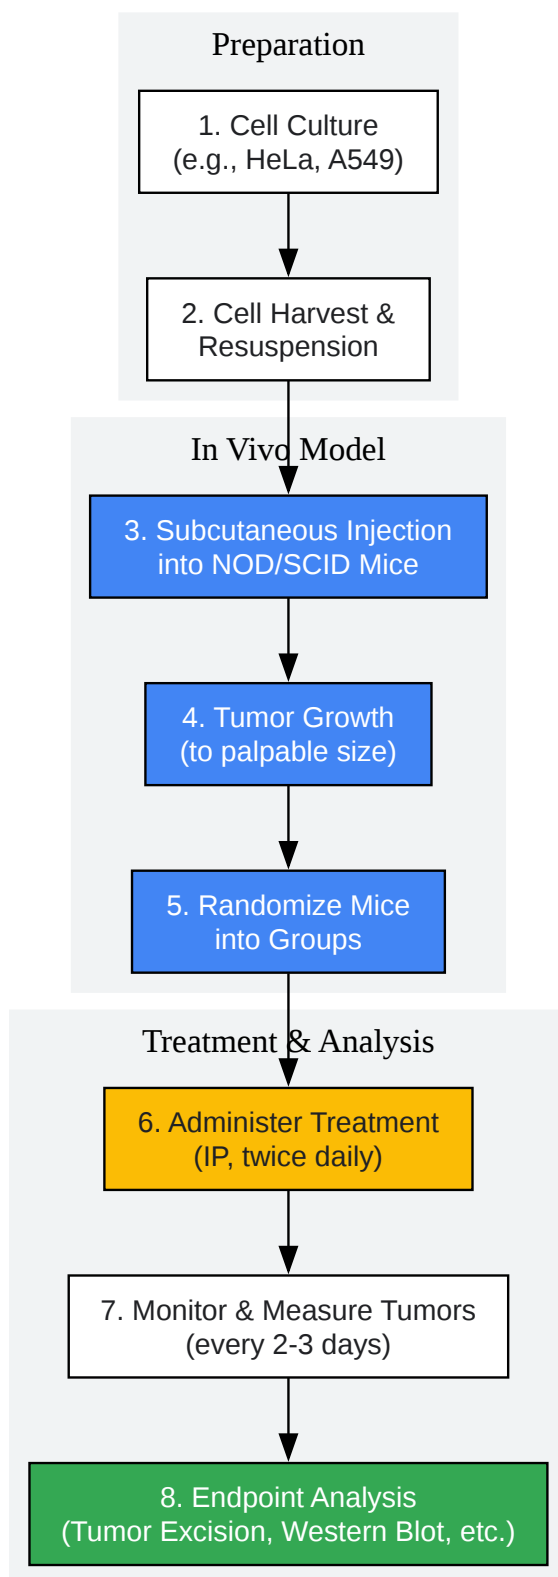 Preparation
1. Cell Culture
(e.g., HeLa, A549)
2. Cell Harvest &
Resuspension
In Vivo Model
3. Subcutaneous Injection
into NOD/SCID Mice
4. Tumor Growth
(to palpable size)
5. Randomize Mice
into Groups
Treatment & Analysis
6. Administer Treatment
(IP, twice daily)
7. Monitor & Measure Tumors
(every 2-3 days)
8. Endpoint Analysis
(Tumor Excision, Western Blot, etc.)